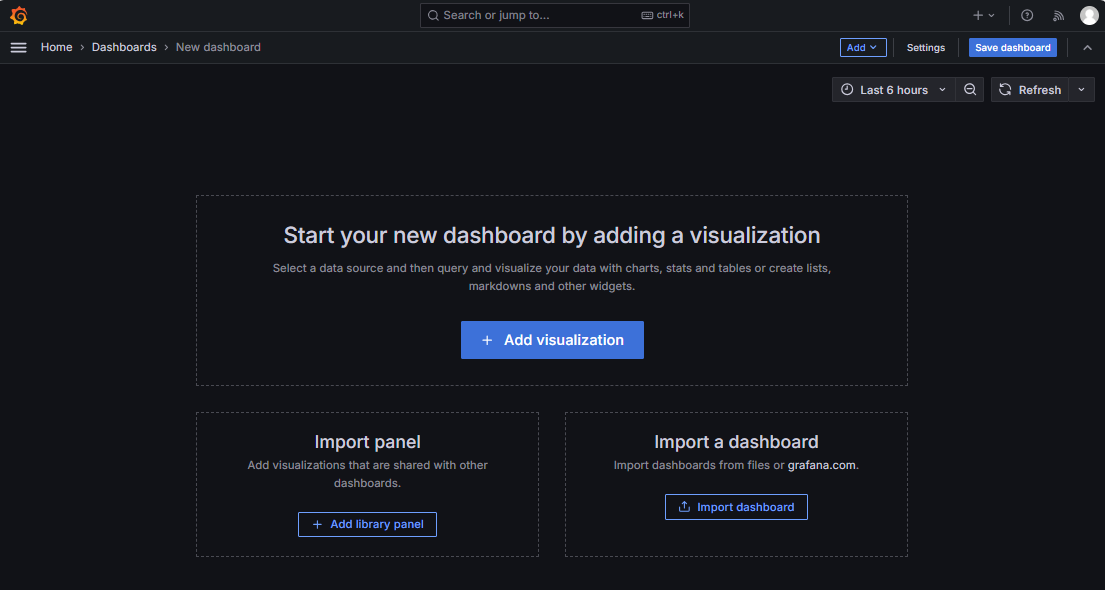 Search or jump to... ctrl+k
Home › Dashboards › New dashboard
Add Settings Save dashboard
Last 6 hours Refresh
Start your new dashboard by adding a visualization
Select a data source and then query and visualize your data with charts, stats and tables or create lists,
markdowns and other widgets.
+ Add visualization
Import panel
Add visualizations that are shared with other
dashboards.
+ Add library panel
Import a dashboard
Import dashboards from files or grafana.com.
Import dashboard